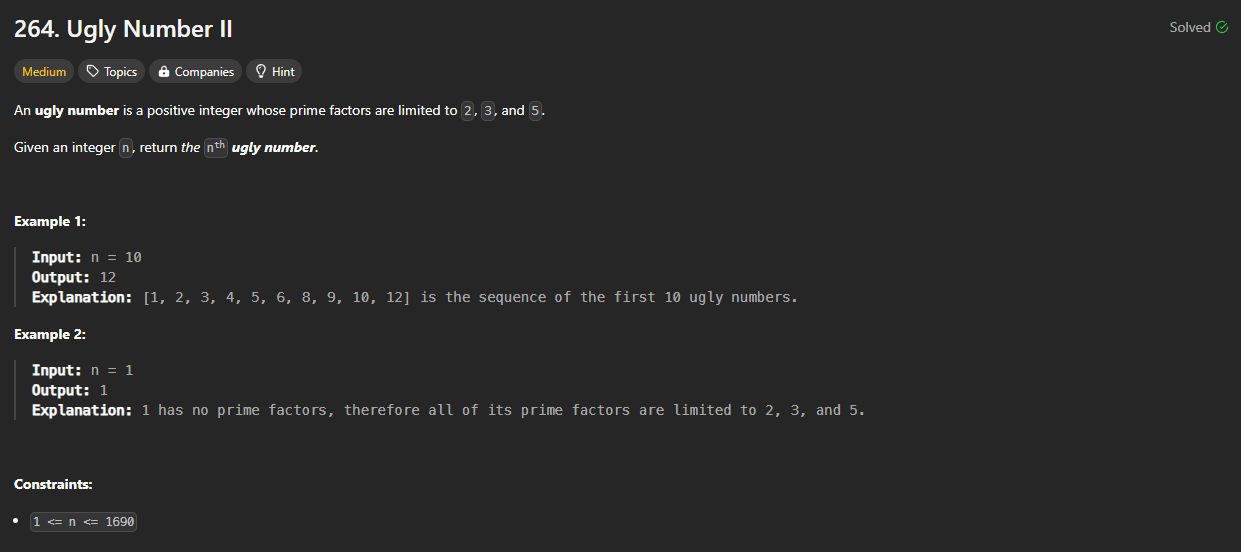 264. Ugly Number II
Solved
Medium Topics Companies Hint
An ugly number is a positive integer whose prime factors are limited to 2, 3, and 5.
Given an integer n, return the nth ugly number.
Example 1:
Input: n = 10
Output: 12
Explanation: [1, 2, 3, 4, 5, 6, 8, 9, 10, 12] is the sequence of the first 10 ugly numbers.
Example 2:
Input: n = 1
Output: 1
Explanation: 1 has no prime factors, therefore all of its prime factors are limited to 2, 3, and 5.
Constraints:
• 1 <= n <= 1690